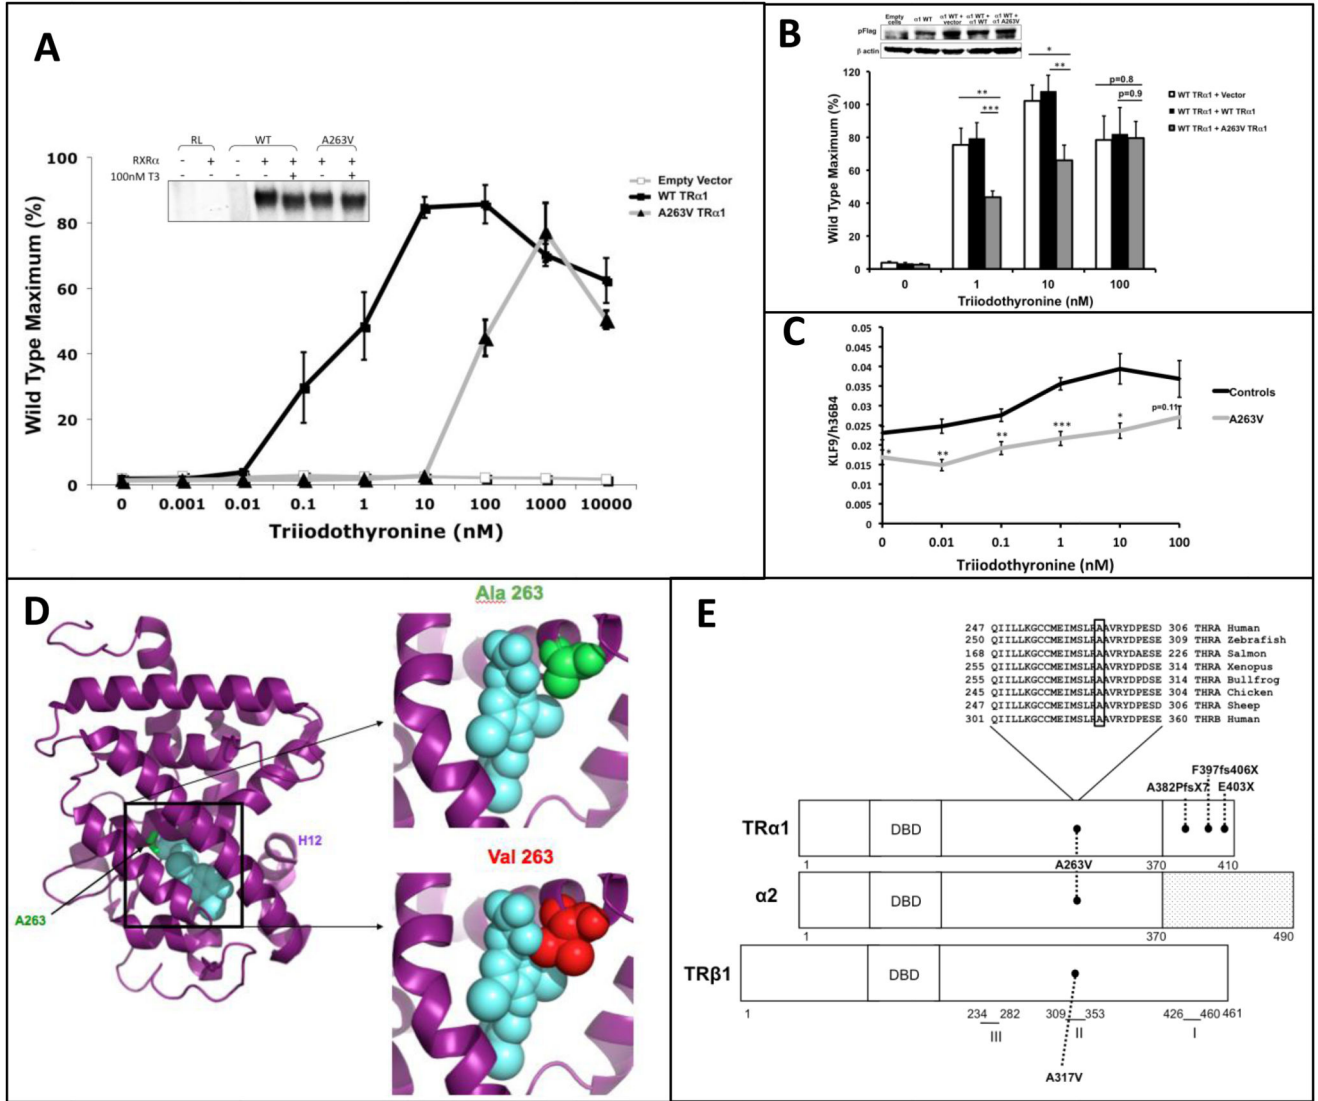 A
RL WT A263V
RXRα - + - + + + +
100nM T3 - - - - + - +
Wild Type Maximum (%)
100
80
60
40
20
0
0 0.001 0.01 0.1 1 10 100 1000 10000
Triiodothyronine (nM)
Empty Vector
WT TRα1
A263V TRα1
B
Empty cells
α1 WT
α1 WT + vector
α1 WT + α1 WT
α1 WT + α1 A263V
pFlag
β actin
Wild Type Maximum (%)
120
100
80
60
40
20
0
** ***
* **
p=0.8
p=0.9
0 1 10 100
Triiodothyronine (nM)
WT TRα1 + Vector
WT TRα1 + WT TRα1
WT TRα1 + A263V TRα1
C
KLF9/h36B4
0.05
0.045
0.04
0.035
0.03
0.025
0.02
0.015
0.01
0.005
0
* ** ** *** * p=0.11
0 0.01 0.1 1 10 100
Triiodothyronine (nM)
Controls
A263V
D
A263
H12
Ala 263
Val 263
E
247 QIILLKGCCMEIMSLRAAVRYDPESD 306 THRA Human
250 QIILLKGCCMEIMSLRAAVRYDPESE 309 THRA Zebrafish
168 QIILLKGCCMEIMSLRAAVRYDAESE 226 THRA Salmon
255 QIILLKGCCMEIMSLRAAVRYDPDSE 314 THRA Xenopus
255 QIILLKGCCMEIMSLRAAVRYDPESE 314 THRA Bullfrog
245 QIILLKGCCMEIMSLRAAVRYDPESE 304 THRA Chicken
247 QIILLKGCCMEIMSLRAAVRYDPESD 306 THRA Sheep
301 QIILLKGCCMEIMSLRAAVRYDPESE 360 THRB Human
F397fs406X
A382PfsX7 E403X
TRα1 DBD
1 A263V 370 410
α2 DBD
1 370 490
TRβ1 DBD
1 234 282 309 353 426 460 461
III II I
A317V